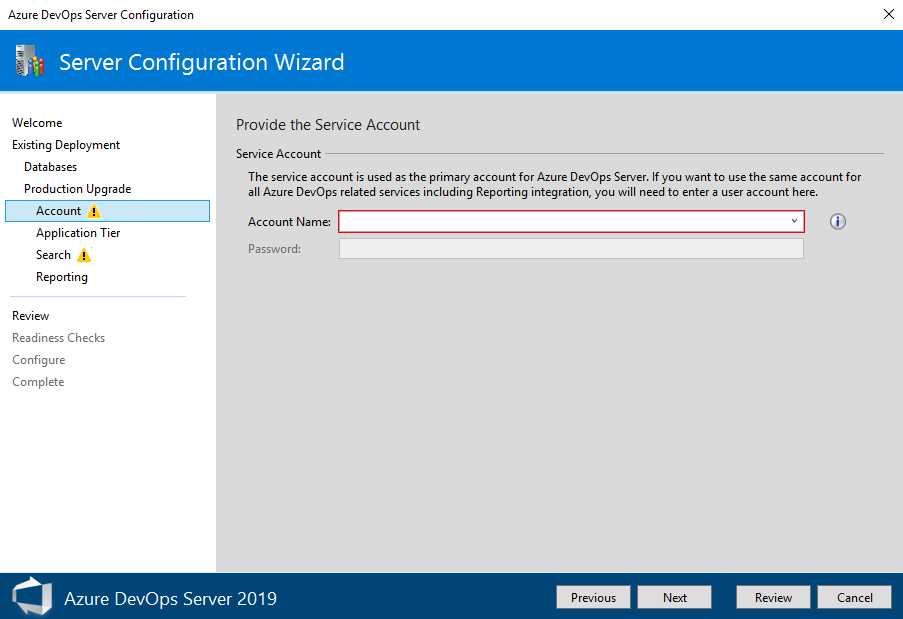 Azure DevOps Server Configuration
Server Configuration Wizard
Welcome
Existing Deployment
Databases
Production Upgrade
Account
Application Tier
Search
Reporting
Review
Readiness Checks
Configure
Complete
Provide the Service Account
Service Account
The service account is used as the primary account for Azure DevOps Server. If you want to use the same account for
all Azure DevOps related services including Reporting integration, you will need to enter a user account here.
Account Name:
Password:
Azure DevOps Server 2019
Previous
Next
Review
Cancel